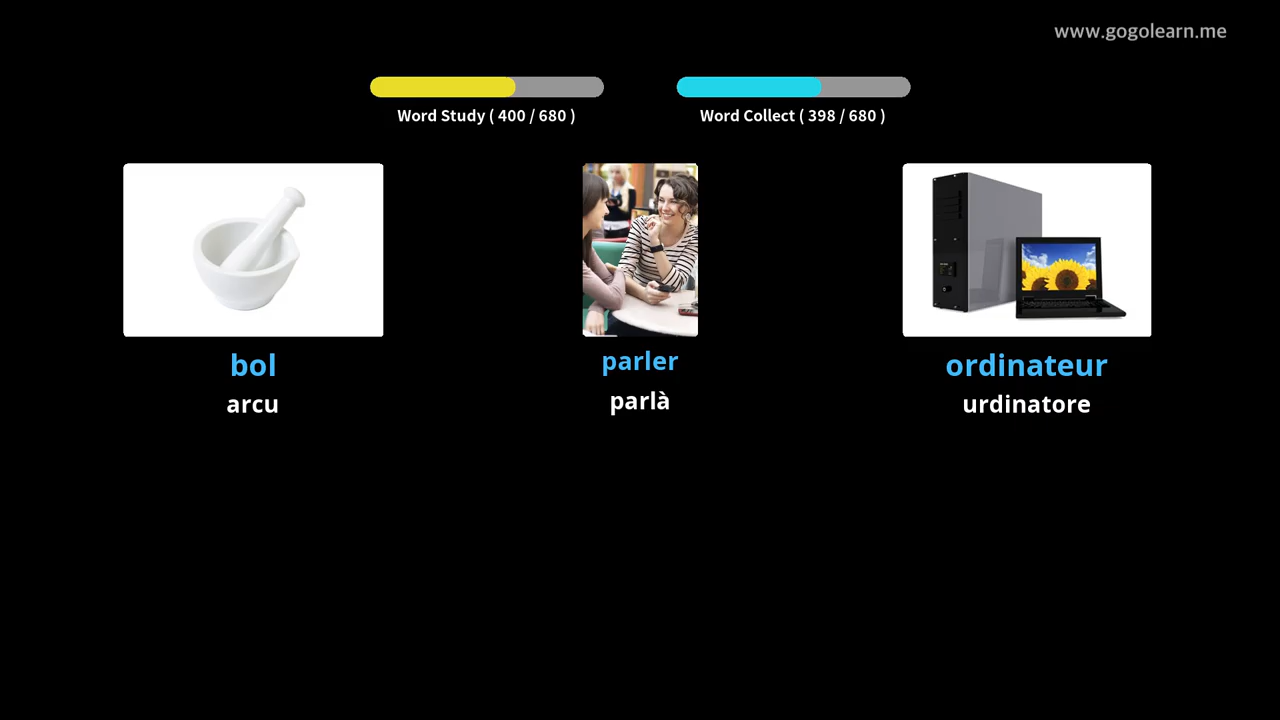 www.gogolearn.me
Word Study ( 400 / 680 )
Word Collect ( 398 / 680 )
bol
parler
ordinateur
arcu
parlà
urdinatore